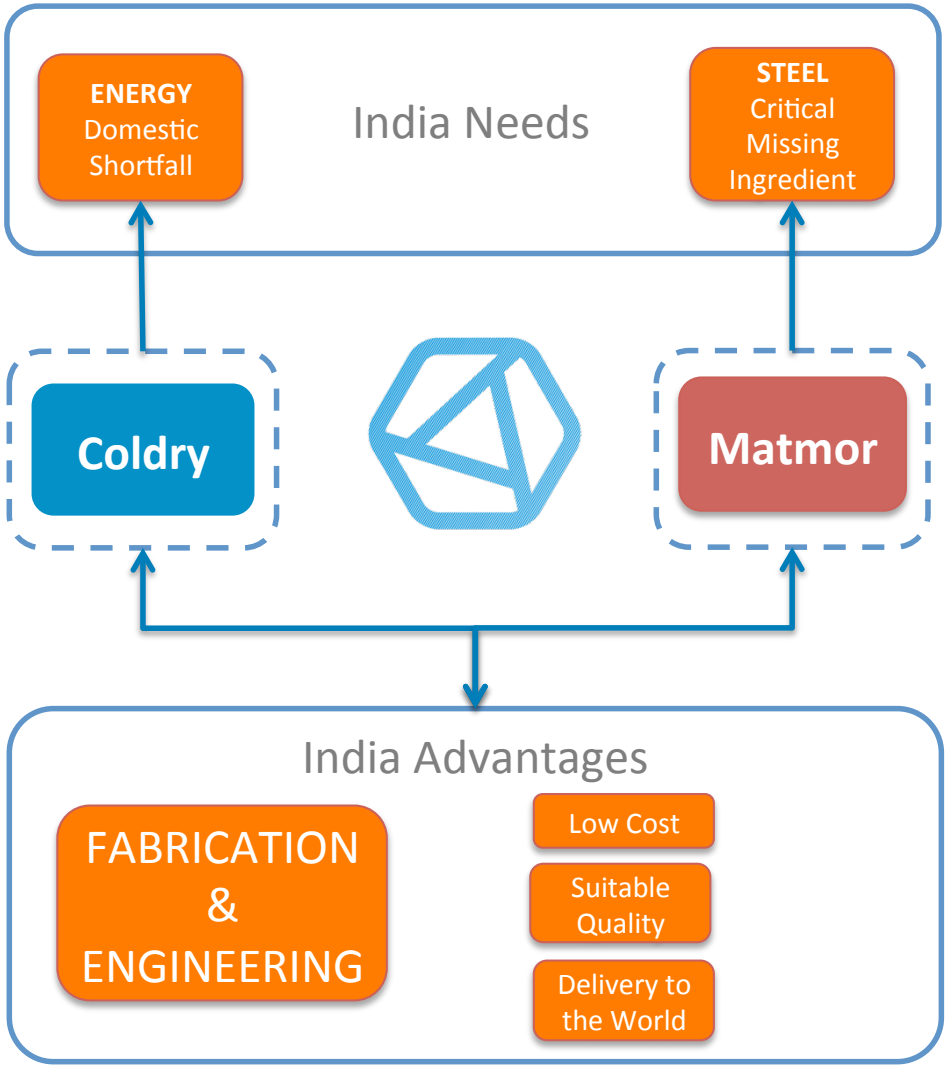 ENERGY
Domestic
Shortfall
India Needs
STEEL
Critical
Missing
Ingredient
Coldry
Matmor
India Advantages
FABRICATION
&
ENGINEERING
Low Cost
Suitable
Quality
Delivery to
the World